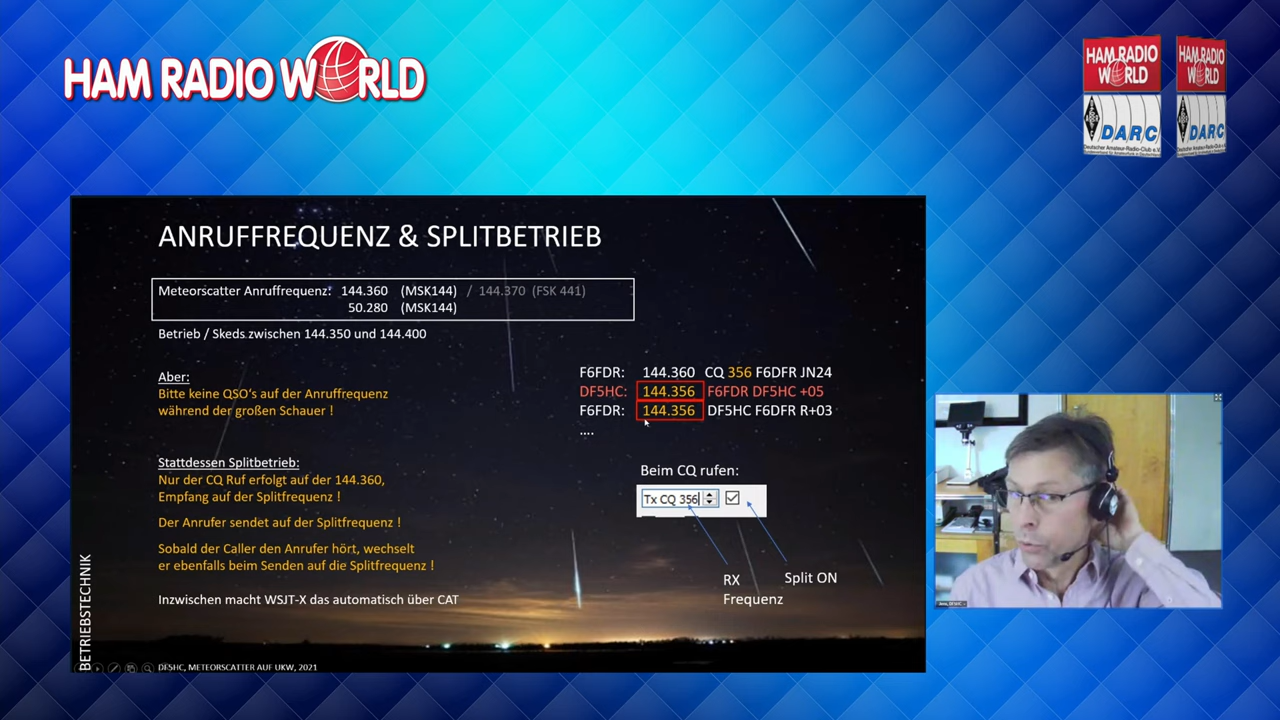 HAM RADIO WORLD
HAM RADIO
WORLD
DARC
Deutscher Amateur-Radio-Club e.V.
HAM RADIO
WORLD
DARC
ANRUFFREQUENZ & SPLITBETRIEB
Meteorscatter Anruffrequenz: 144.360 (MSK144) / 144.370 (FSK 441)
50.280 (MSK144)
Betrieb / Skeds zwischen 144.350 und 144.400
Aber:
Bitte keine QSO's auf der Anruffrequenz
während der großen Schauer !
Stattdessen Splitbetrieb:
Nur der CQ Ruf erfolgt auf der 144.360,
Empfang auf der Splitfrequenz !
Der Anrufer sendet auf der Splitfrequenz !
Sobald der Caller den Anrufer hört, wechselt
er ebenfalls beim Senden auf die Splitfrequenz !
Inzwischen macht WSJT-X das automatisch über CAT
F6FDR: 144.360 CQ 356 F6DFR JN24
DF5HC: 144.356 F6FDR DF5HC +05
F6FDR: 144.356 DF5HC F6DFR R+03
....
Beim CQ rufen:
Tx CQ 356
RX
Frequenz
Split ON
BETRIEBSTECHNIK
DF5HC, METEORSCATTER AUF UKW, 2021